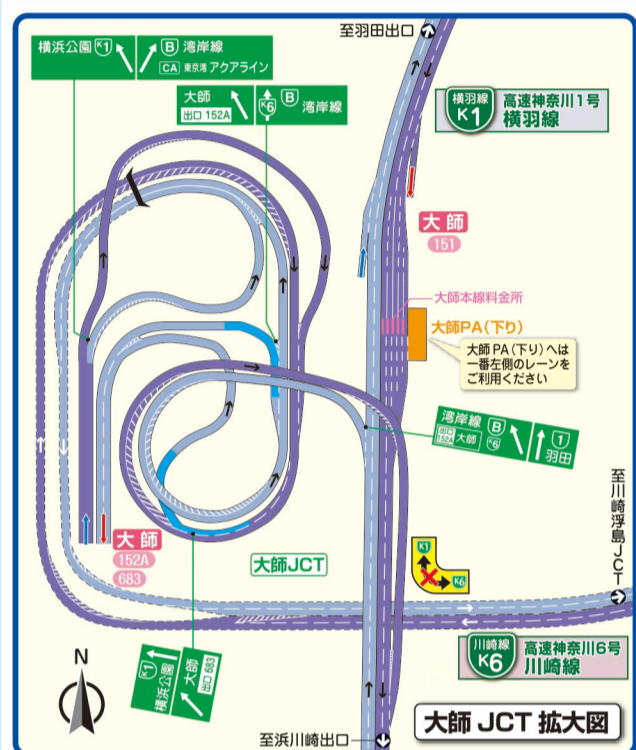 至羽田出口
横浜公園 K1
B 湾岸線
CA 東京湾 アクアライン
大師
出口 152A
K6 B 湾岸線
横羽線
K1
高速神奈川1号
横羽線
大師
151
大師本線料金所
大師PA(下り)
大師 PA(下り)へは
一番左側のレーンを
ご利用ください
湾岸線 B
出口 152A 大師 K6
1
羽田
至川崎浮島JCT
大師
152A
683
大師JCT
K1
K6
K1
横浜公園
大師
出口 683
川崎線
K6
高速神奈川6号
川崎線
N
至浜川崎出口
大師 JCT 拡大図